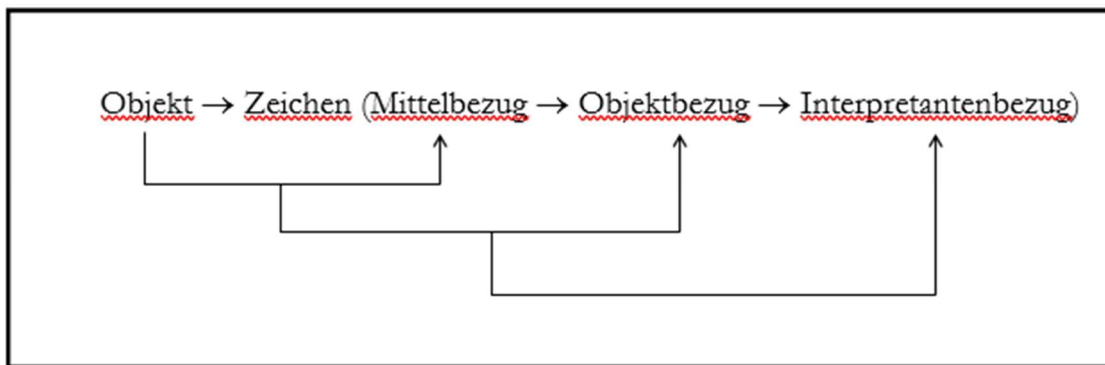 Objekt → Zeichen (Mittelbezug → Objektbezug → Interpretantenbezug)